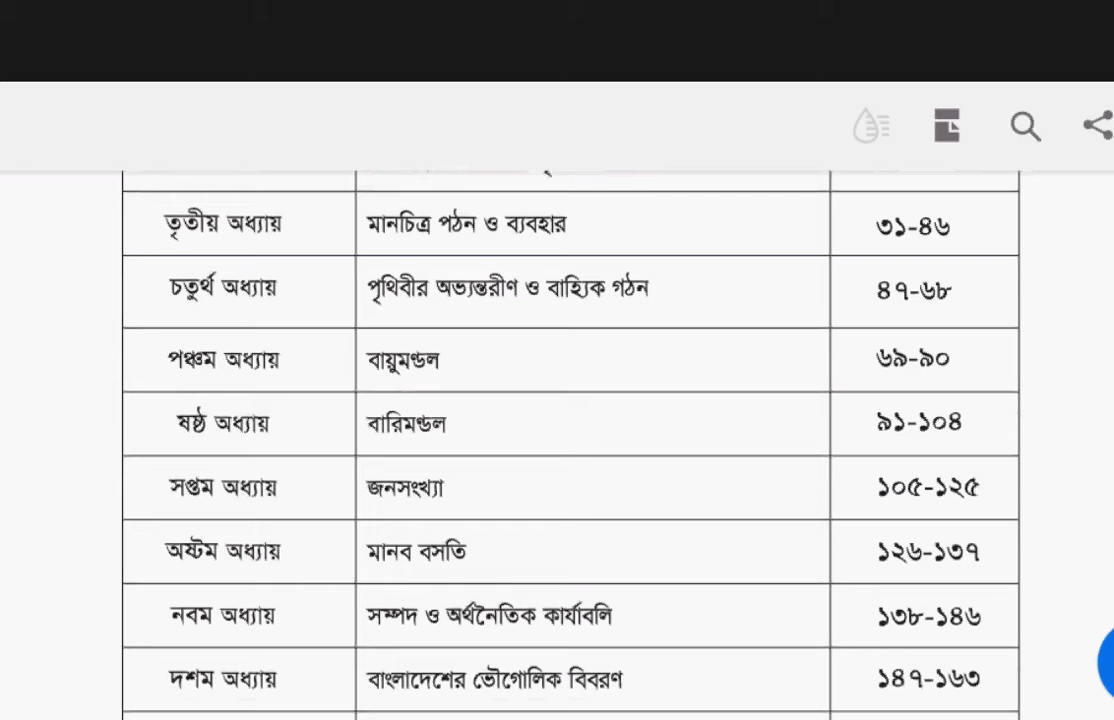 তৃতীয় অধ্যায় মানচিত্র পঠন ও ব্যবহার ৩১-৪৬
চতুর্থ অধ্যায় পৃথিবীর অভ্যন্তরীণ ও বাহ্যিক গঠন ৪৭-৬৮
পঞ্চম অধ্যায় বায়ুমণ্ডল ৬৯-৯০
ষষ্ঠ অধ্যায় বারিমণ্ডল ৯১-১০৪
সপ্তম অধ্যায় জনসংখ্যা ১০৫-১২৫
অষ্টম অধ্যায় মানব বসতি ১২৬-১৩৭
নবম অধ্যায় সম্পদ ও অর্থনৈতিক কার্যাবলি ১৩৮-১৪৬
দশম অধ্যায় বাংলাদেশের ভৌগোলিক বিবরণ ১৪৭-১৬৩